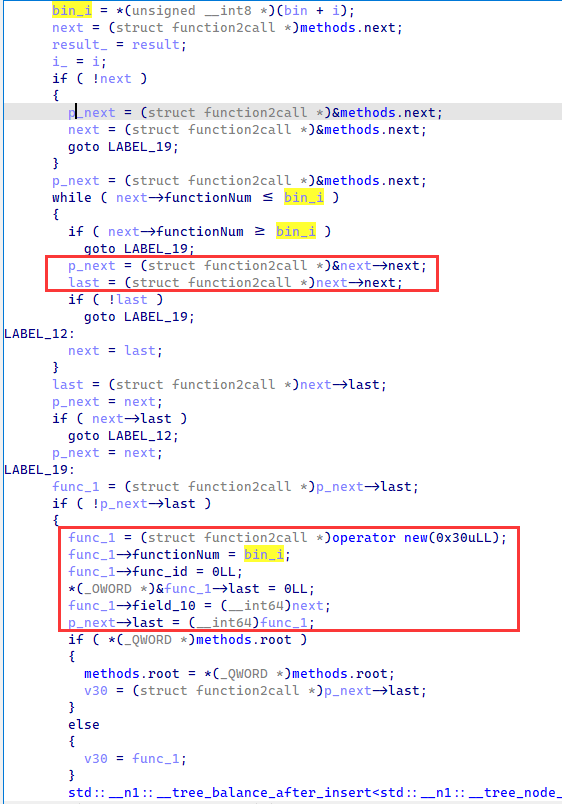 bin_i = *(unsigned __int8 *)(bin + i);
next = (struct function2call *)methods.next;
result_ = result;
i_ = i;
if ( !next )
{
p_next = (struct function2call *)&methods.next;
next = (struct function2call *)&methods.next;
goto LABEL_19;
}
p_next = (struct function2call *)&methods.next;
while ( next→functionNum ≤ bin_i )
{
if ( next→functionNum ≥ bin_i )
goto LABEL_19;
p_next = (struct function2call *)&next→next;
last = (struct function2call *)next→next;
if ( !last )
goto LABEL_19;
LABEL_12:
next = last;
}
last = (struct function2call *)next→last;
p_next = next;
if ( next→last )
goto LABEL_12;
p_next = next;
LABEL_19:
func_1 = (struct function2call *)p_next→last;
if ( !p_next→last )
{
func_1 = (struct function2call *)operator new(0x30uLL);
func_1→functionNum = bin_i;
func_1→func_id = 0LL;
*(_OWORD *)&func_1→last = 0LL;
func_1→field_10 = (__int64)next;
p_next→last = (__int64)func_1;
if ( *(_QWORD *)methods.root )
{
methods.root = *(_QWORD *)methods.root;
v30 = (struct function2call *)p_next→last;
}
else
{
v30 = func_1;
}
std::__n1::__tree_balance_after_insert<std::__n1::__tree_node_